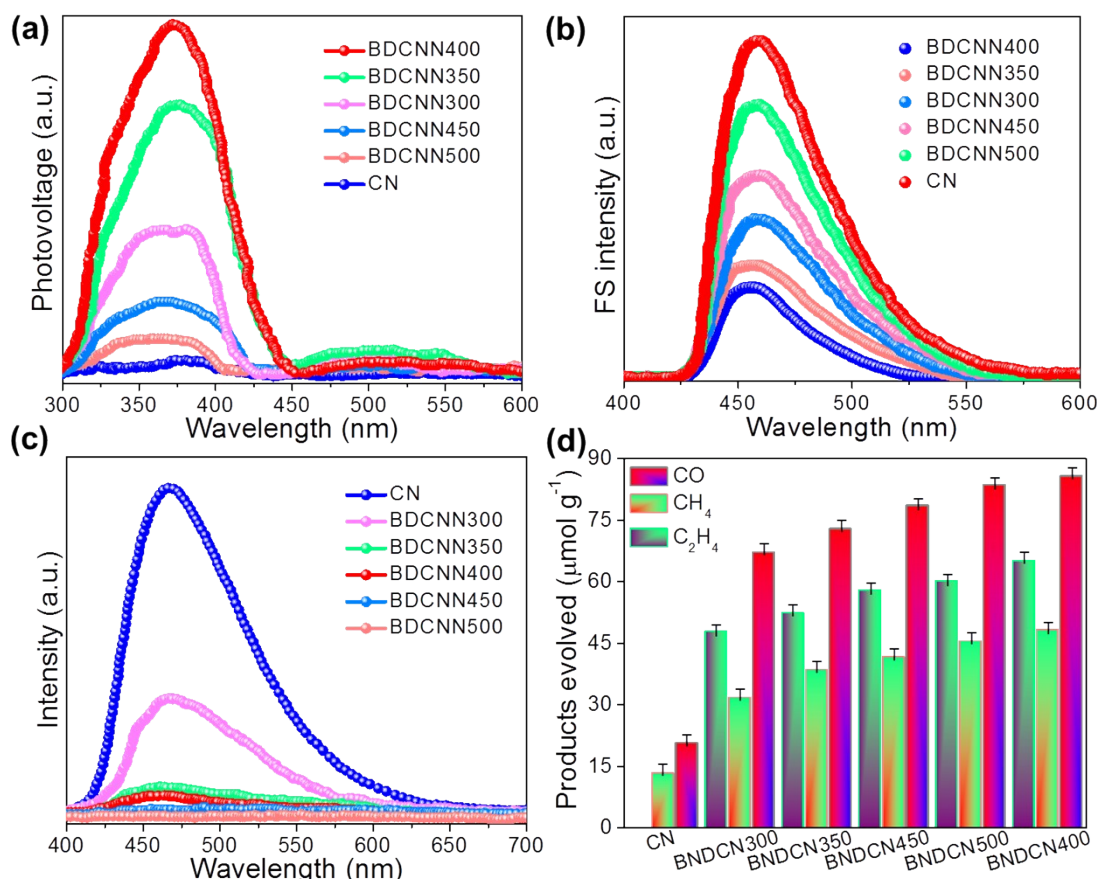 (a)
Photovoltage (a.u.)
BDCNN400
BDCNN350
BDCNN300
BDCNN450
BDCNN500
CN
300 350 400 450 500 550 600
Wavelength (nm)
(b)
FS intensity (a.u.)
BDCNN400
BDCNN350
BDCNN300
BDCNN450
BDCNN500
CN
400 450 500 550 600
Wavelength (nm)
(c)
Intensity (a.u.)
CN
BDCNN300
BDCNN350
BDCNN400
BDCNN450
BDCNN500
400 450 500 550 600 650 700
Wavelength (nm)
(d)
Products evolved (μmol g⁻¹)
90
75
60
45
30
15
0
CO
CH₄
C₂H₄
CN BNDCN300 BNDCN350 BNDCN450 BNDCN500 BNDCN400